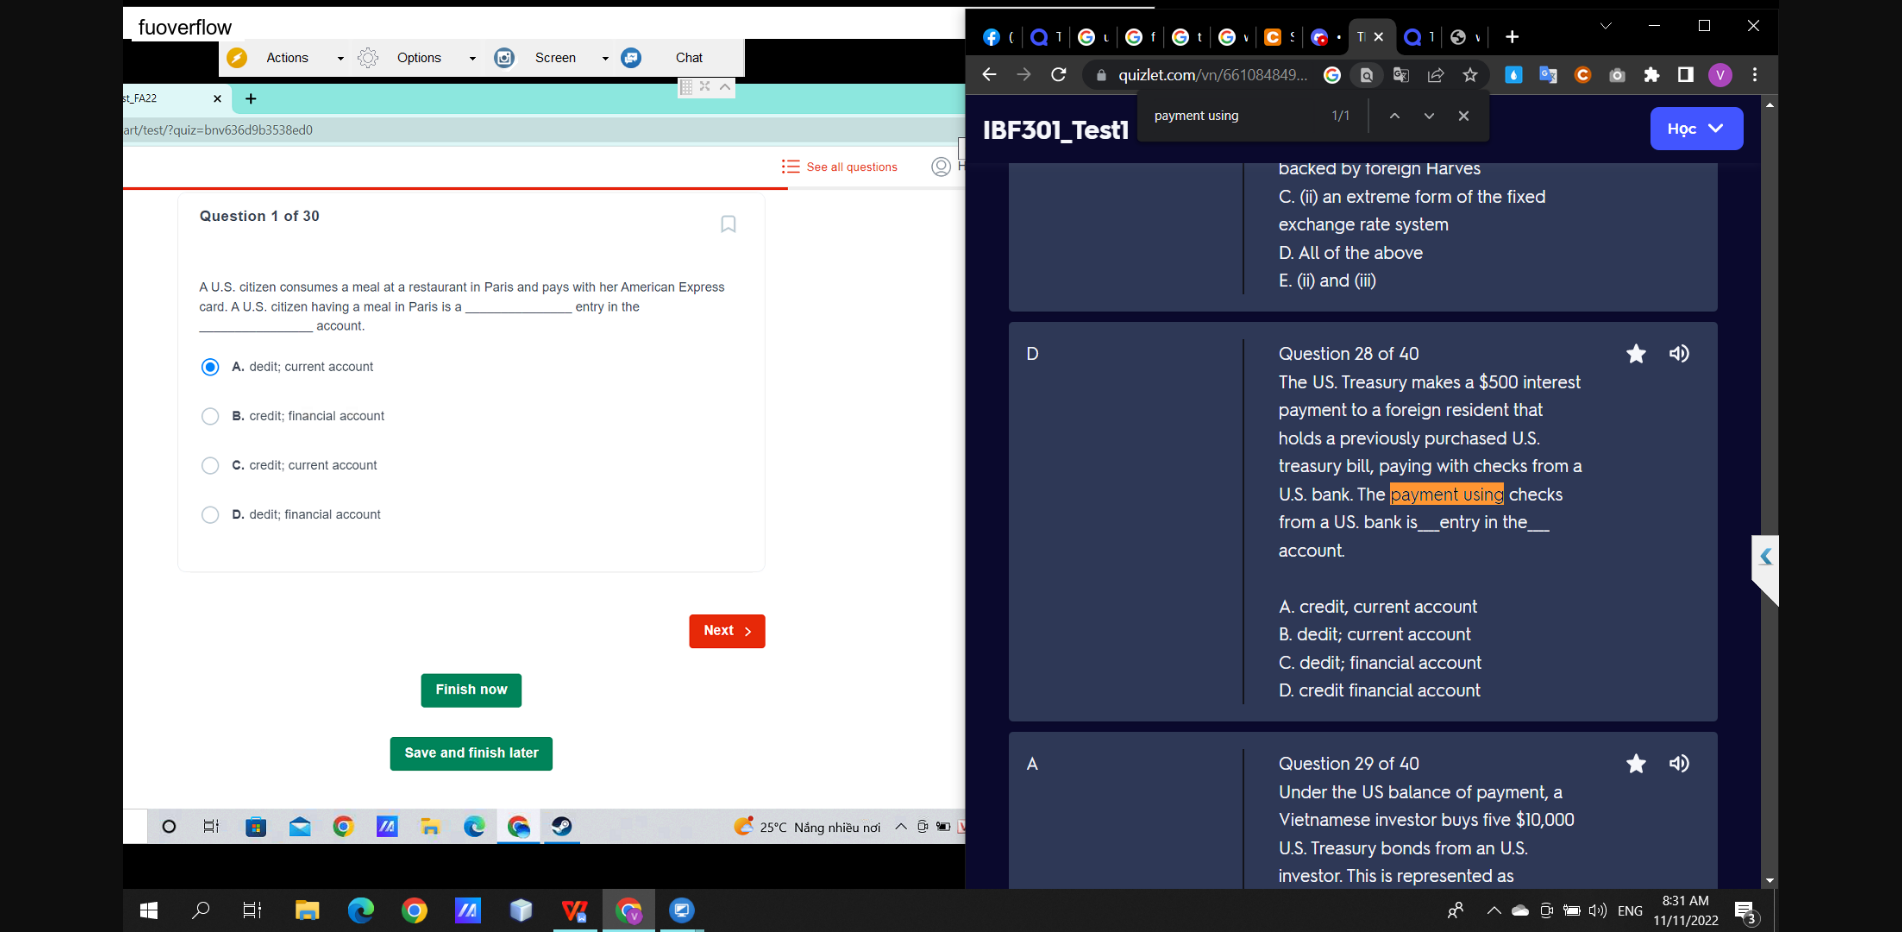 fuoverflow
Actions
Options
Screen
Chat
st_FA22
art/test/?quiz=bnv636d9b3538ed0
See all questions
Question 1 of 30
A U.S. citizen consumes a meal at a restaurant in Paris and pays with her American Express
card. A U.S. citizen having a meal in Paris is a ________________ entry in the
_________________ account.
A. dedit; current account
B. credit; financial account
C. credit; current account
D. dedit; financial account
Next
Finish now
Save and finish later
25°C Nắng nhiều nơi
quizlet.com/vn/661084849...
payment using 1/1
IBF301_Test1
Học
backed by foreign Harves
C. (ii) an extreme form of the fixed
exchange rate system
D. All of the above
E. (ii) and (iii)
D
Question 28 of 40
The US. Treasury makes a $500 interest
payment to a foreign resident that
holds a previously purchased U.S.
treasury bill, paying with checks from a
U.S. bank. The payment using checks
from a US. bank is___entry in the___
account.
A. credit, current account
B. dedit; current account
C. dedit; financial account
D. credit financial account
A
Question 29 of 40
Under the US balance of payment, a
Vietnamese investor buys five $10,000
U.S. Treasury bonds from an U.S.
investor. This is represented as
ENG
8:31 AM
11/11/2022
3